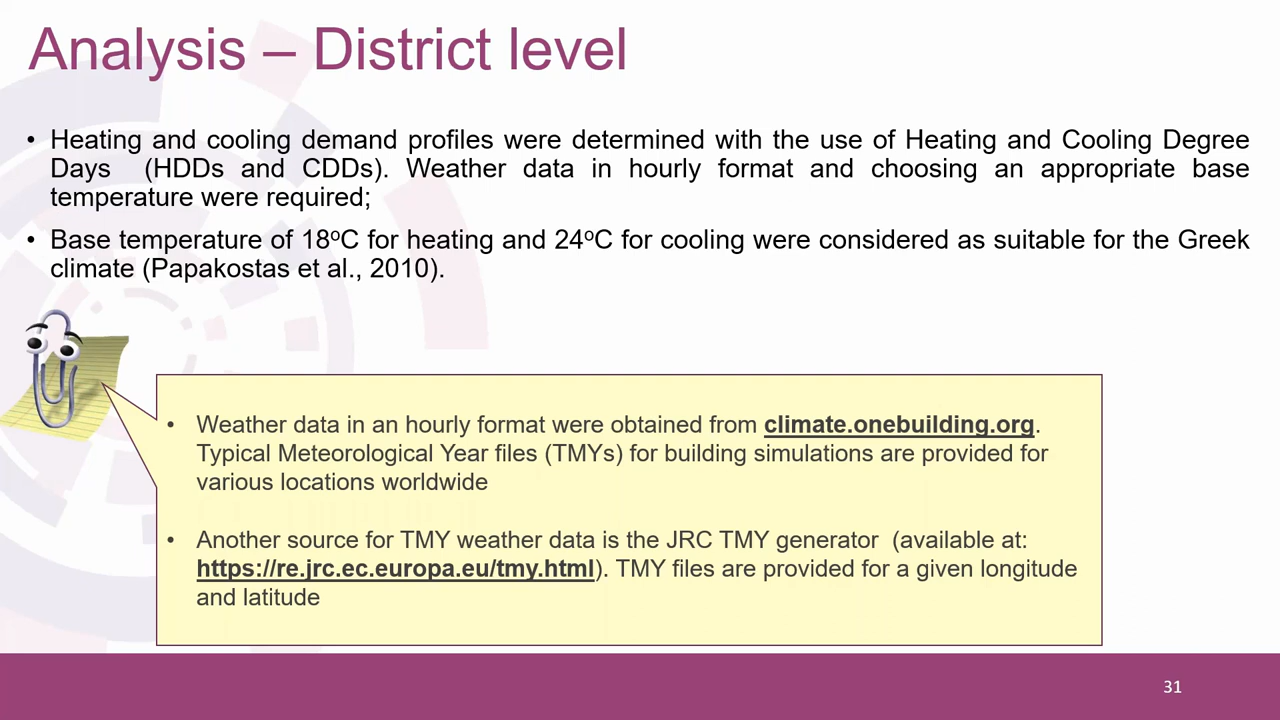 Analysis – District level
• Heating and cooling demand profiles were determined with the use of Heating and Cooling Degree
Days (HDDs and CDDs). Weather data in hourly format and choosing an appropriate base
temperature were required;
• Base temperature of 18ºC for heating and 24ºC for cooling were considered as suitable for the Greek
climate (Papakostas et al., 2010).
• Weather data in an hourly format were obtained from climate.onebuilding.org.
Typical Meteorological Year files (TMYs) for building simulations are provided for
various locations worldwide
• Another source for TMY weather data is the JRC TMY generator (available at:
https://re.jrc.ec.europa.eu/tmy.html). TMY files are provided for a given longitude
and latitude
31